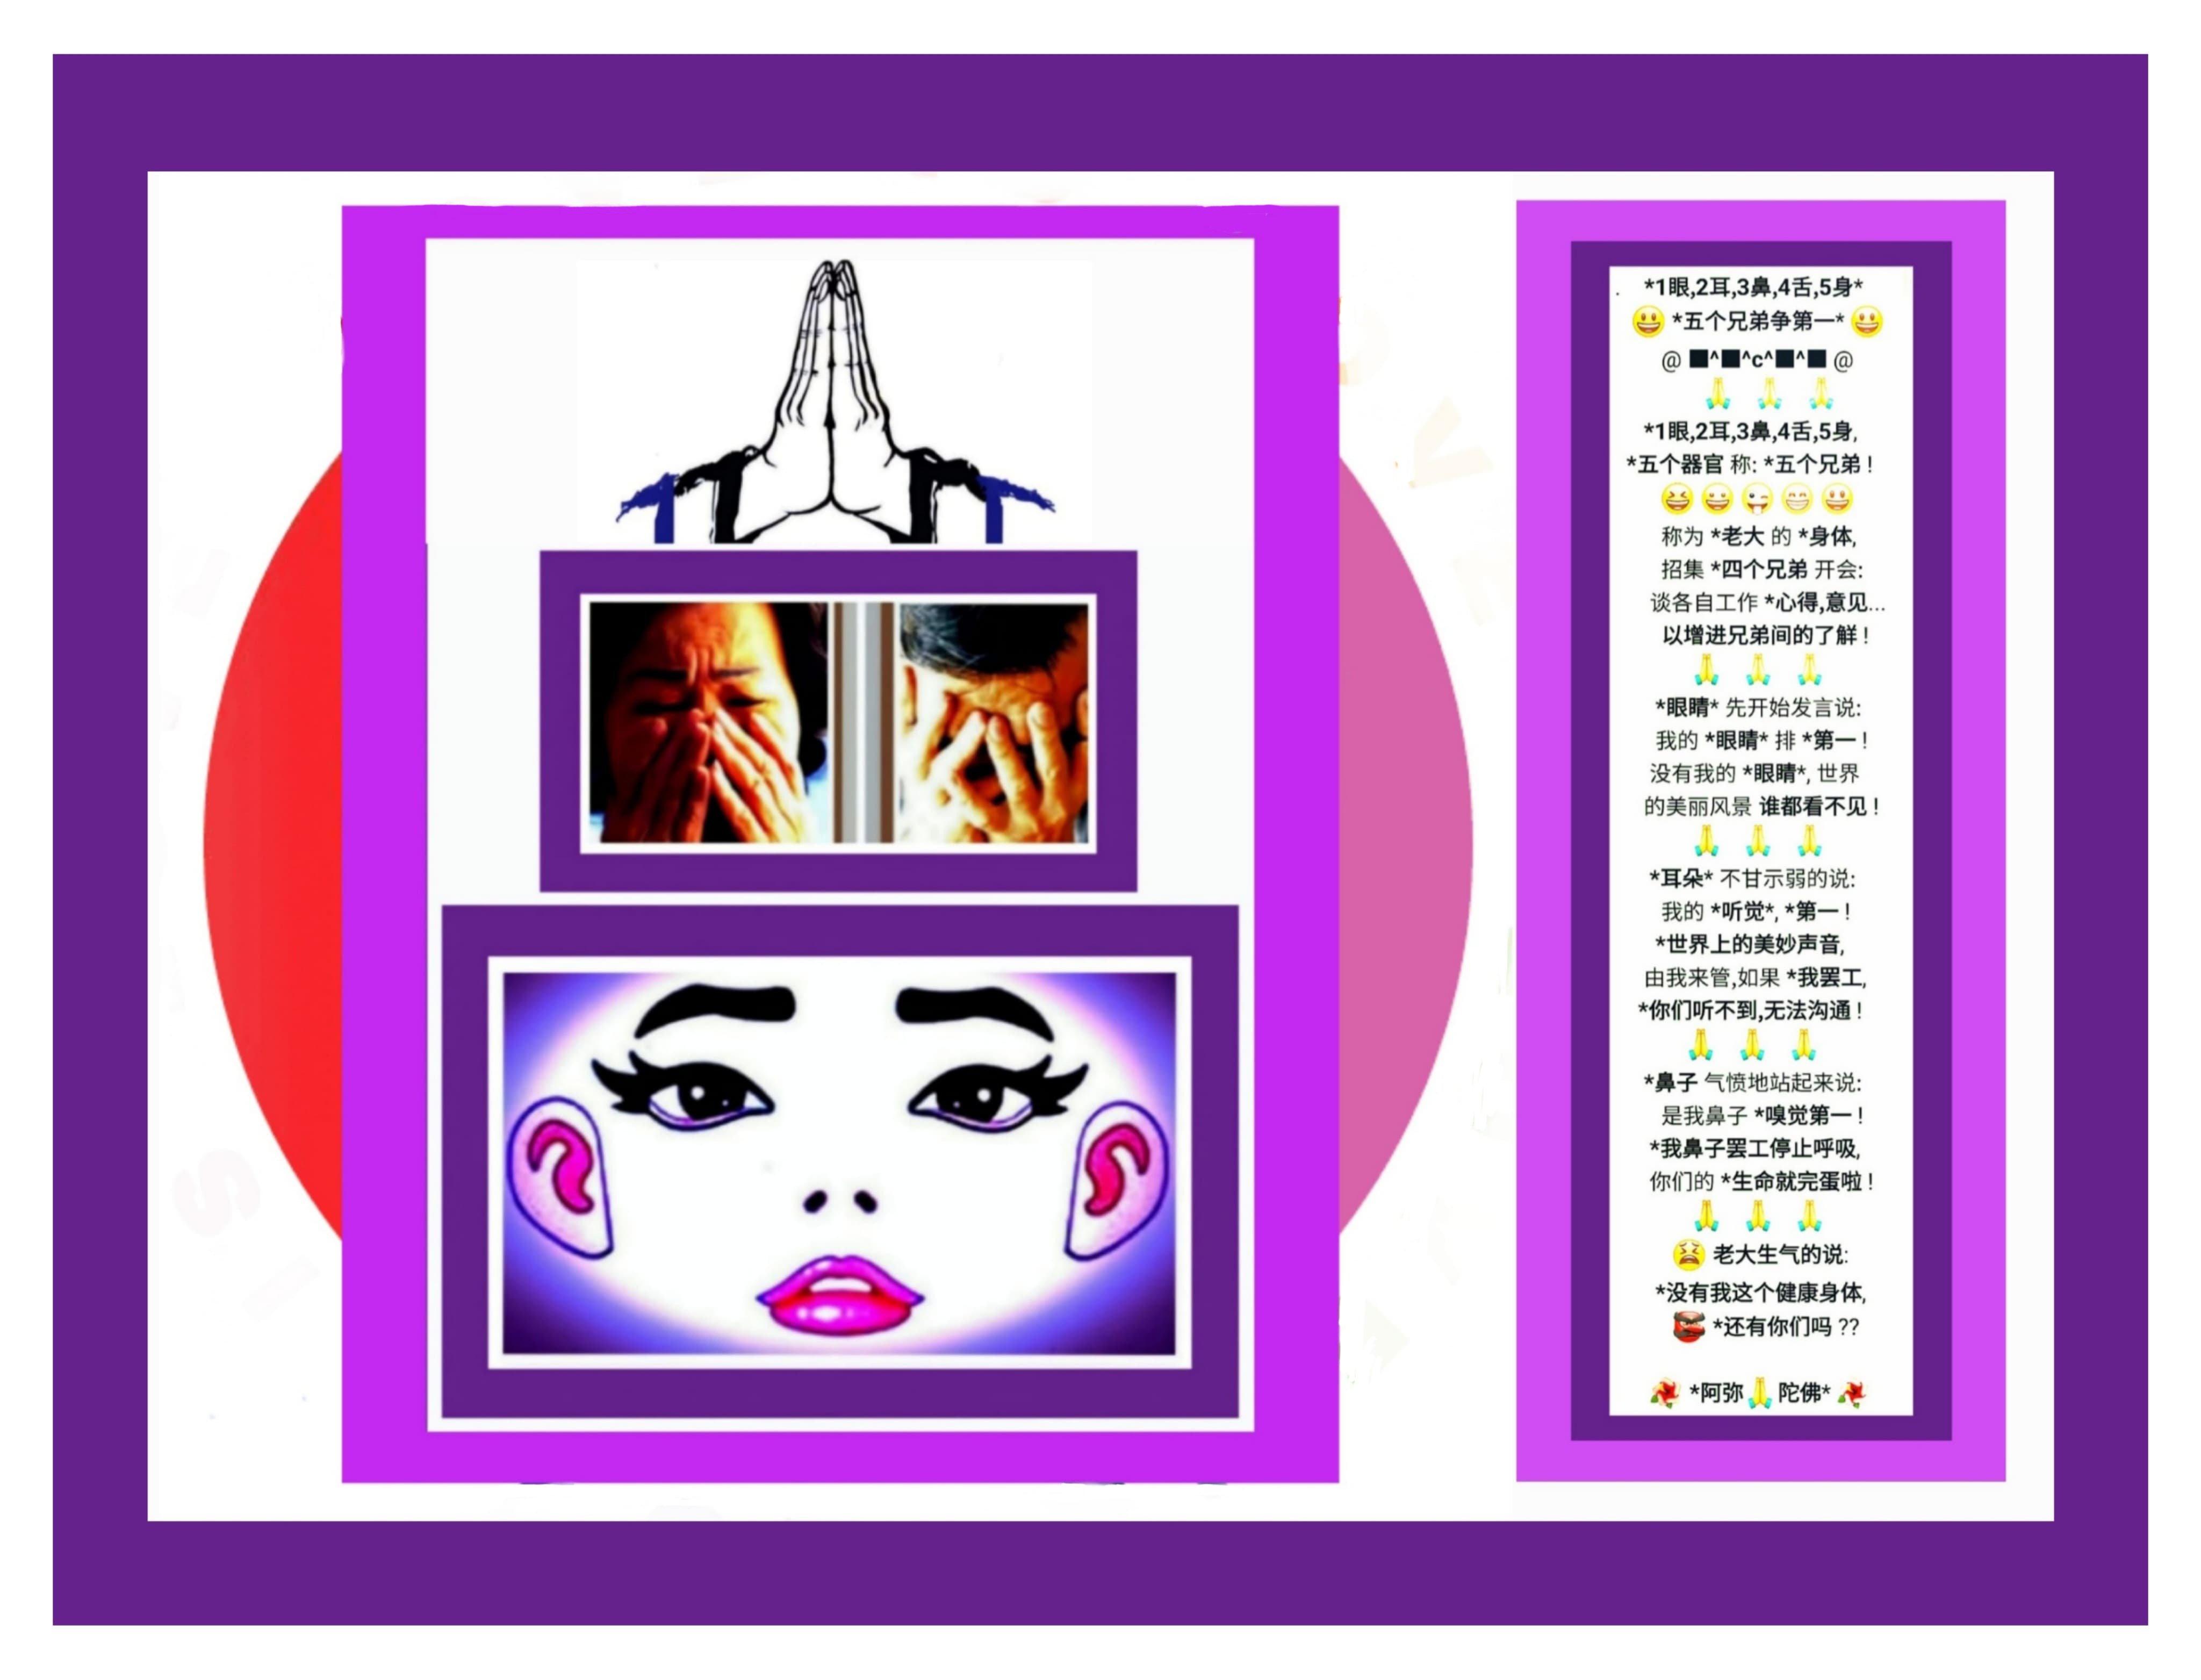 *1眼,2耳,3鼻,4舌,5身*
😃 *五个兄弟争第一* 😃
@ ■^■^c^■^■ @
🙏 🙏 🙏
*1眼,2耳,3鼻,4舌,5身,
*五个器官 称: *五个兄弟 !
😆 😀 😜 😁 😃
称为 *老大 的 *身体,
招集 *四个兄弟 开会:
谈各自工作 *心得,意见...
以增进兄弟间的了解 !
🙏 🙏 🙏
*眼睛* 先开始发言说:
我的 *眼睛* 排 *第一 !
没有我的 *眼睛*, 世界
的美丽风景 谁都看不见 !
🙏 🙏 🙏
*耳朵* 不甘示弱的说:
我的 *听觉*, *第一 !
*世界上的美妙声音,
由我来管,如果 *我罢工,
*你们听不到,无法沟通 !
🙏 🙏 🙏
*鼻子 气愤地站起来说:
是我鼻子 *嗅觉第一 !
*我鼻子罢工停止呼吸,
你们的 *生命就完蛋啦 !
🙏 🙏 🙏
😫 老大生气的说:
*没有我这个健康身体,
*还有你们吗 ??
🌺 *阿弥 🙏 陀佛* 🌺